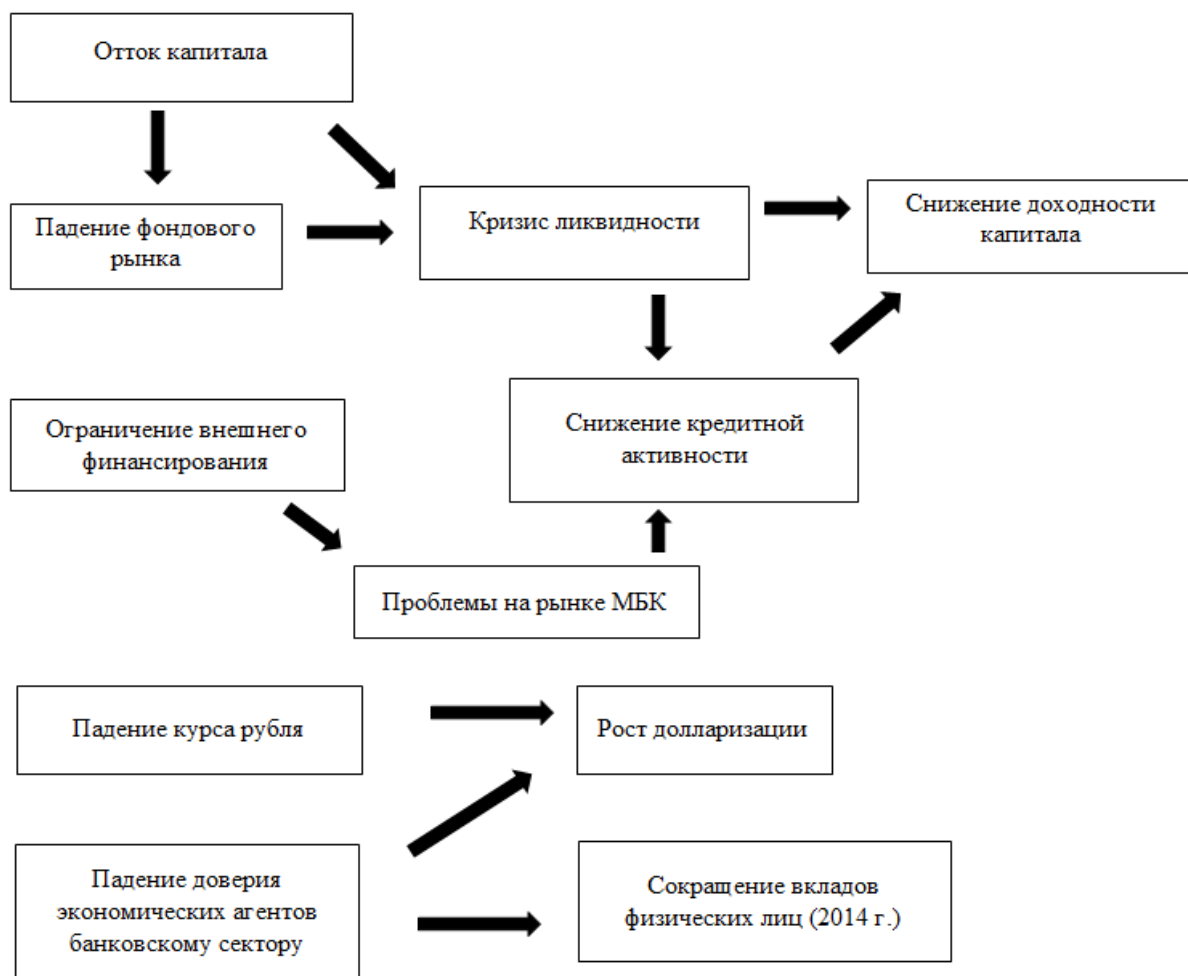 Отток капитала
Падение фондового
рынка
Кризис ликвидности
Снижение доходности
капитала
Ограничение внешнего
финансирования
Снижение кредитной
активности
Проблемы на рынке МБК
Падение курса рубля
Рост долларизации
Падение доверия
экономических агентов
банковскому сектору
Сокращение вкладов
физических лиц (2014 г.)